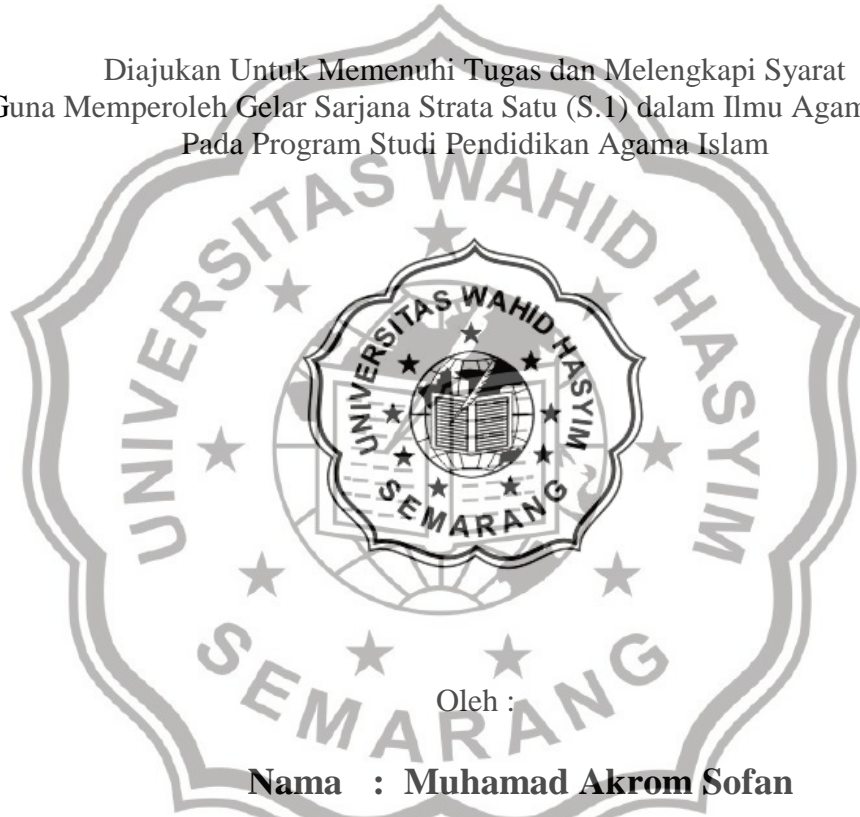 Diajukan Untuk Memenuhi Tugas dan Melengkapi Syarat
Guna Memperoleh Gelar Sarjana Strata Satu (S.1) dalam Ilmu Agam
Pada Program Studi Pendidikan Agama Islam
UNIVERSITAS WAHID HASYIM
SEMARANG
UNIVERSITAS WAHID HASYIM
SEMARANG
Oleh :
Nama : Muhamad Akrom Sofan